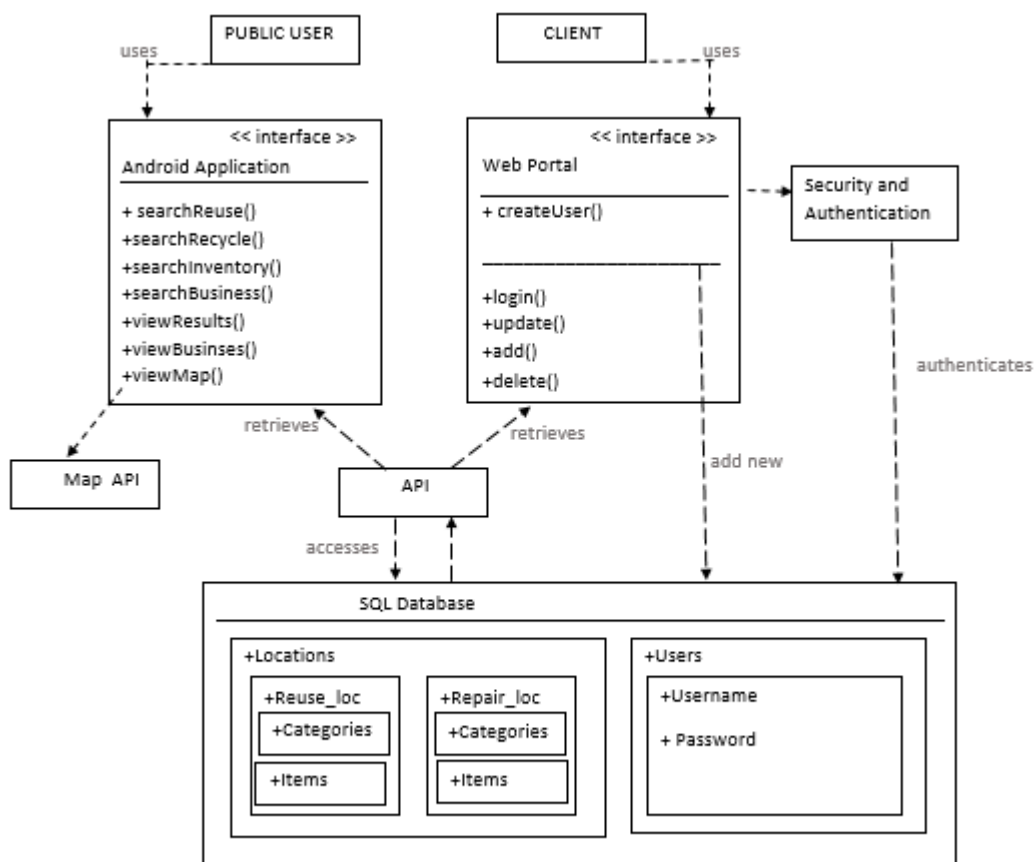 PUBLIC USER
CLIENT
uses
uses
<< interface >>
Android Application
+ searchReuse()
+searchRecycle()
+searchInventory()
+searchBusiness()
+viewResults()
+viewBusinses()
+viewMap()
<< interface >>
Web Portal
+ createUser()
+login()
+update()
+add()
+delete()
Security and
Authentication
authenticates
retrieves
retrieves
add new
Map API
API
accesses
SQL Database
+Locations
+Reuse_loc
+Categories
+Items
+Repair_loc
+Categories
+Items
+Users
+Username
+ Password